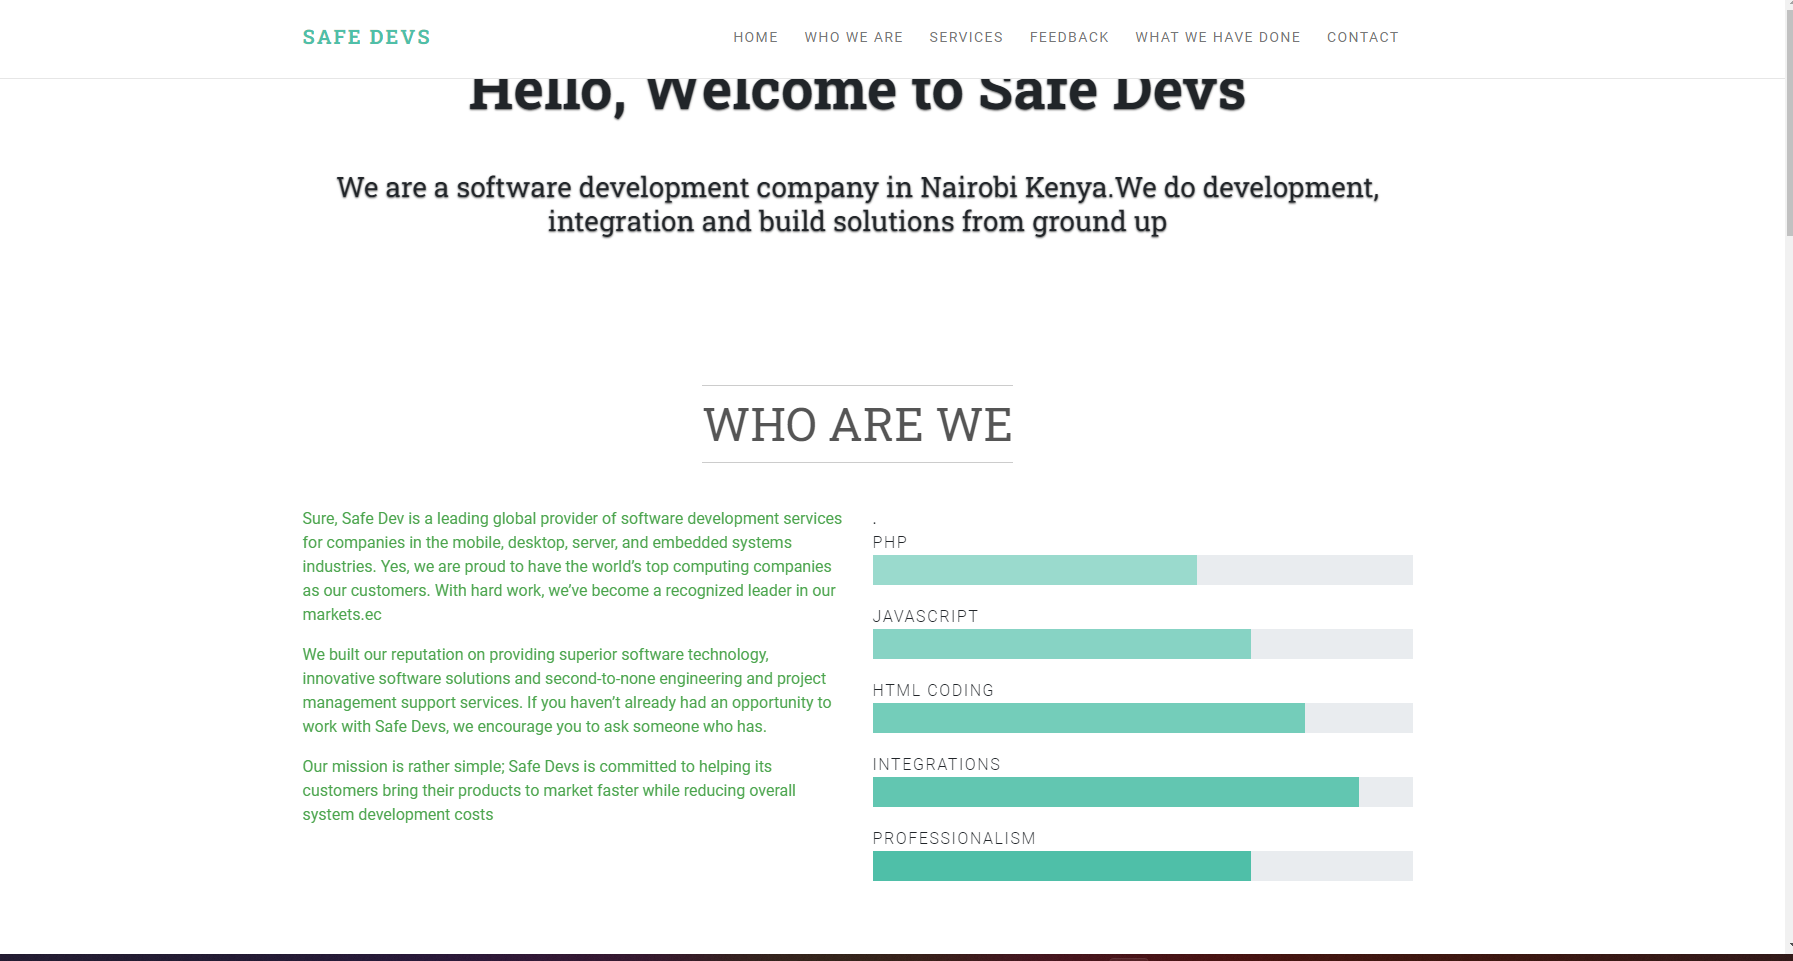 SAFE DEVS
HOME WHO WE ARE SERVICES FEEDBACK WHAT WE HAVE DONE CONTACT
Hello, Welcome to Safe Devs
We are a software development company in Nairobi Kenya.We do development,
integration and build solutions from ground up
WHO ARE WE
Sure, Safe Dev is a leading global provider of software development services
for companies in the mobile, desktop, server, and embedded systems
industries. Yes, we are proud to have the world’s top computing companies
as our customers. With hard work, we’ve become a recognized leader in our
markets.ec
We built our reputation on providing superior software technology,
innovative software solutions and second-to-none engineering and project
management support services. If you haven’t already had an opportunity to
work with Safe Devs, we encourage you to ask someone who has.
Our mission is rather simple; Safe Devs is committed to helping its
customers bring their products to market faster while reducing overall
system development costs
.
PHP
JAVASCRIPT
HTML CODING
INTEGRATIONS
PROFESSIONALISM